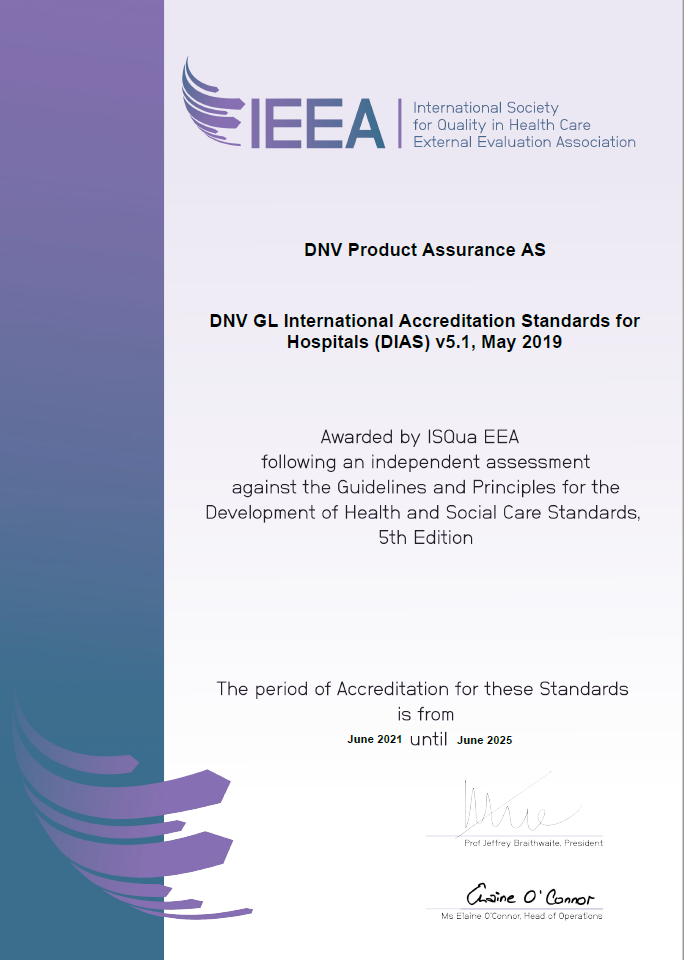 IEEA
International Society
for Quality in Health Care
External Evaluation Association
DNV Product Assurance AS
DNV GL International Accreditation Standards for
Hospitals (DIAS) v5.1, May 2019
Awarded by ISQua EEA
following an independent assessment
against the Guidelines and Principles for the
Development of Health and Social Care Standards,
5th Edition
The period of Accreditation for these Standards
is from
June 2021 until June 2025
Prof Jeffrey Braithwaite, President
Elaine O'Connor
Ms Elaine O'Connor, Head of Operations